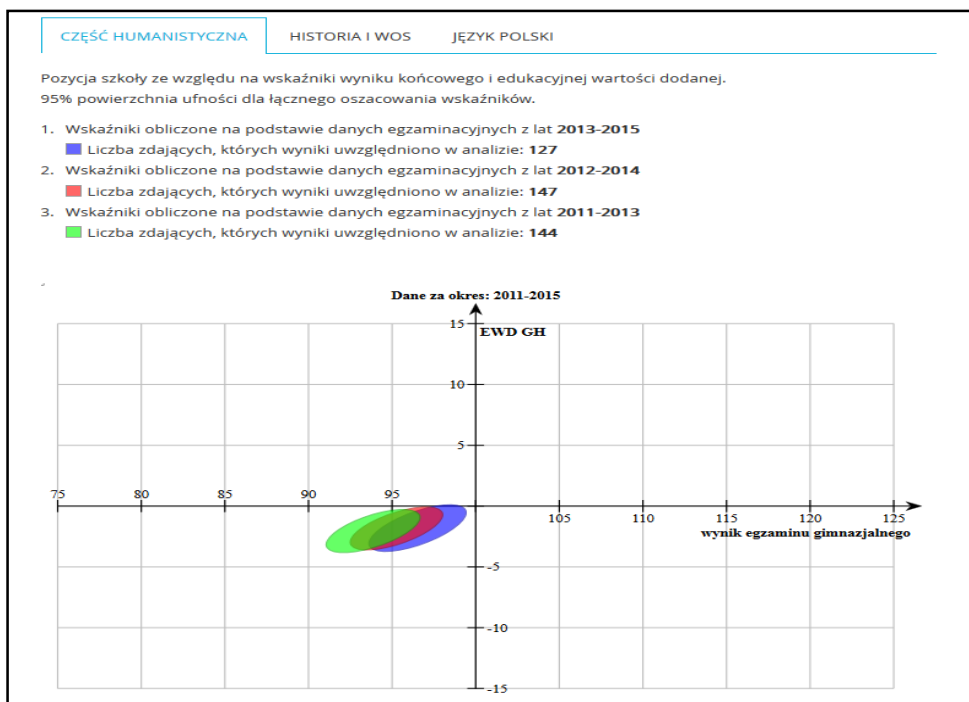 CZĘŚĆ HUMANISTYCZNA HISTORIA I WOS JĘZYK POLSKI
Pozycja szkoły ze względu na wskaźniki wyniku końcowego i edukacyjnej wartości dodanej.
95% powierzchnia ufności dla łącznego oszacowania wskaźników.
1. Wskaźniki obliczone na podstawie danych egzaminacyjnych z lat 2013-2015
Liczba zdających, których wyniki uwzględniono w analizie: 127
2. Wskaźniki obliczone na podstawie danych egzaminacyjnych z lat 2012-2014
Liczba zdających, których wyniki uwzględniono w analizie: 147
3. Wskaźniki obliczone na podstawie danych egzaminacyjnych z lat 2011-2013
Liczba zdających, których wyniki uwzględniono w analizie: 144
Dane za okres: 2011-2015
15
EWD GH
10
5
75 80 85 90 95
105 110 115 120 125
wynik egzaminu gimnazjalnego
-5
-10
-15